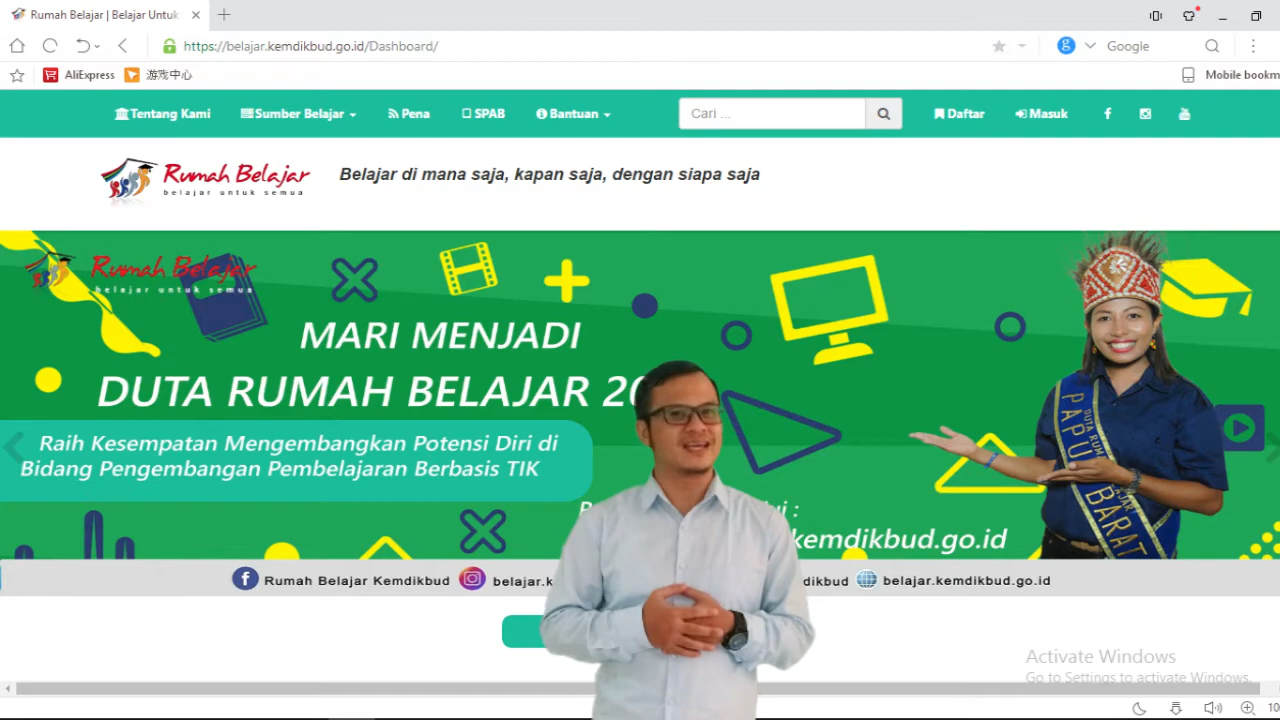 Rumah Belajar | Belajar Untuk
https://belajar.kemdikbud.go.id/Dashboard/
Google
AliExpress
游戏中心
Mobile bookm
Tentang Kami
Sumber Belajar
Pena
SPAB
Bantuan
Cari ...
Daftar
Masuk
Rumah Belajar
belajar untuk semua
Belajar di mana saja, kapan saja, dengan siapa saja
Rumah Belajar
belajar untuk semua
MARI MENJADI
DUTA RUMAH BELAJAR 20
Raih Kesempatan Mengembangkan Potensi Diri di
Bidang Pengembangan Pembelajaran Berbasis TIK
kemdikbud.go.id
DUTA RUM
PAPU
BARAT
Rumah Belajar Kemdikbud
belajar.k
dikbud
belajar.kemdikbud.go.id
Activate Windows
Go to Settings to activate Windows.
10